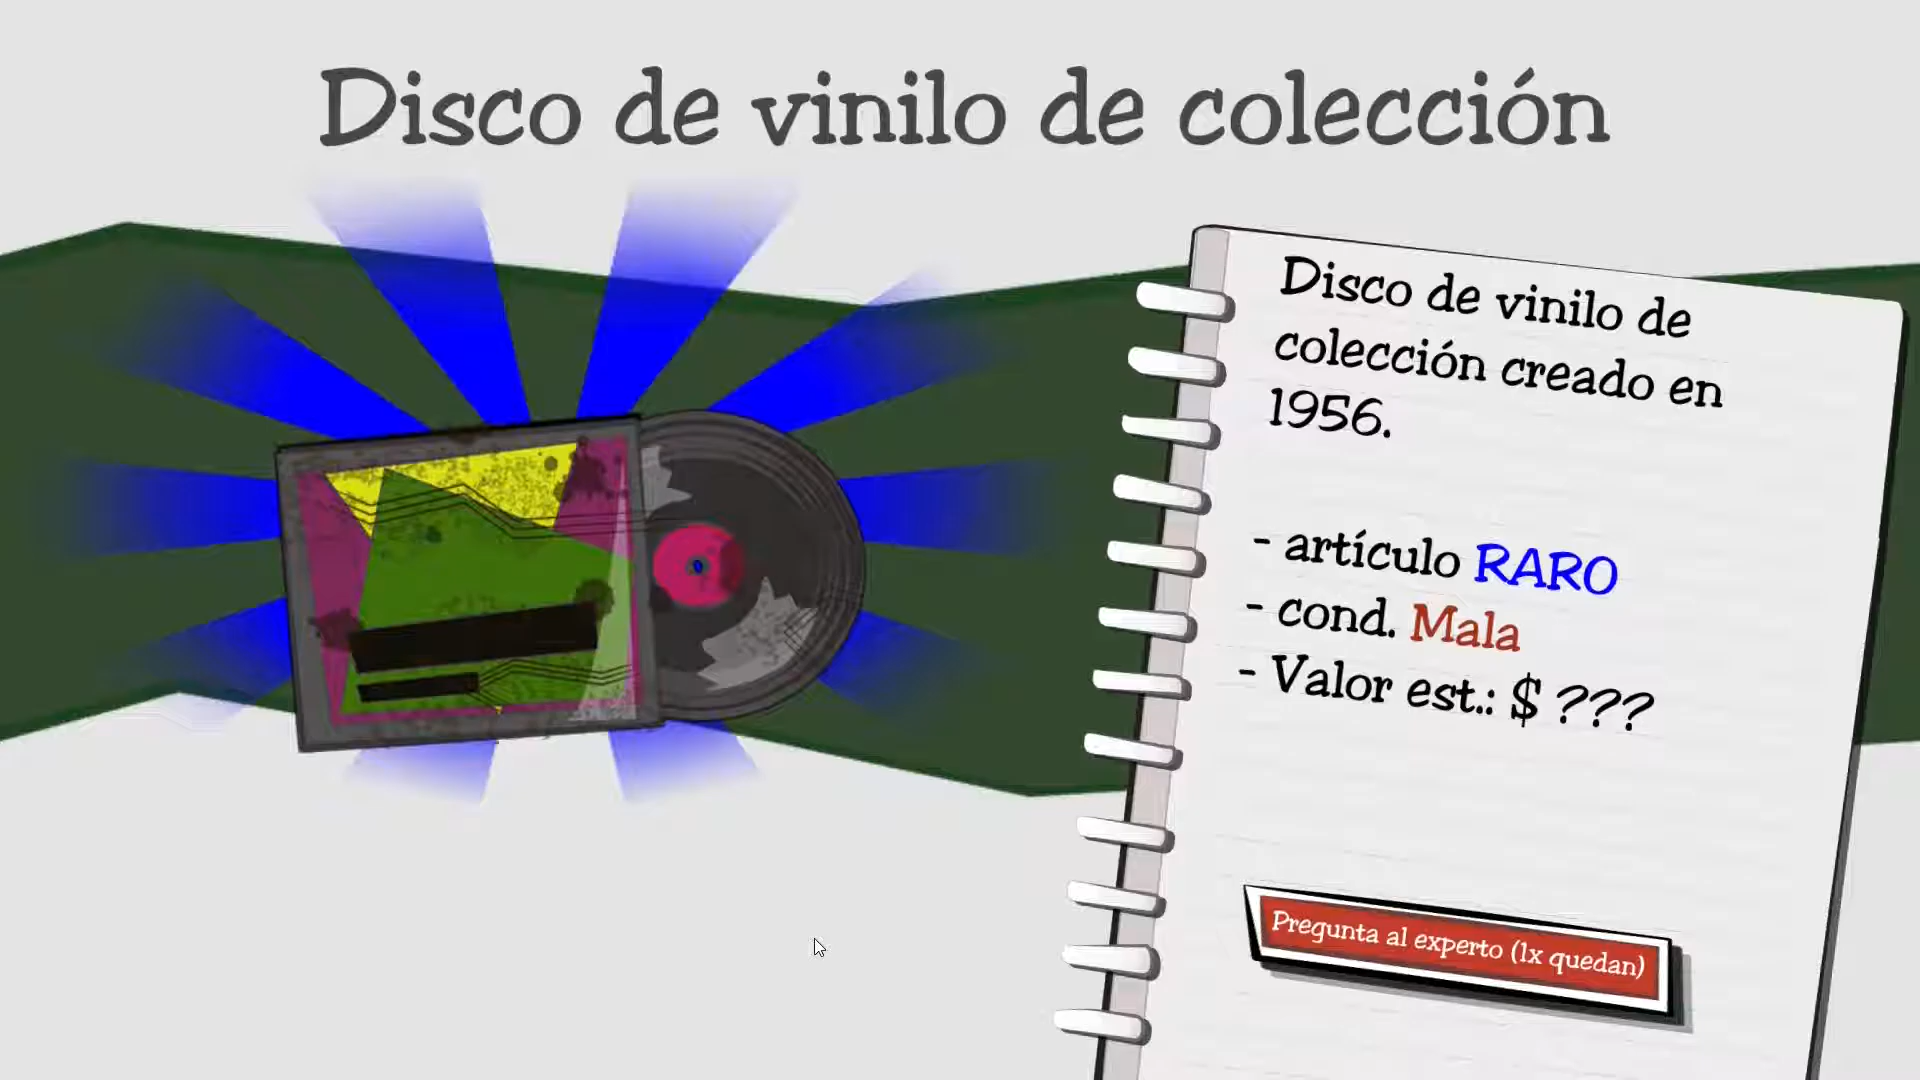 Disco de vinilo de colección
Disco de vinilo de
colección creado en
1956.
- artículo RARO
- cond. Mala
- Valor est.: $ ???
Pregunta al experto (1x quedan)